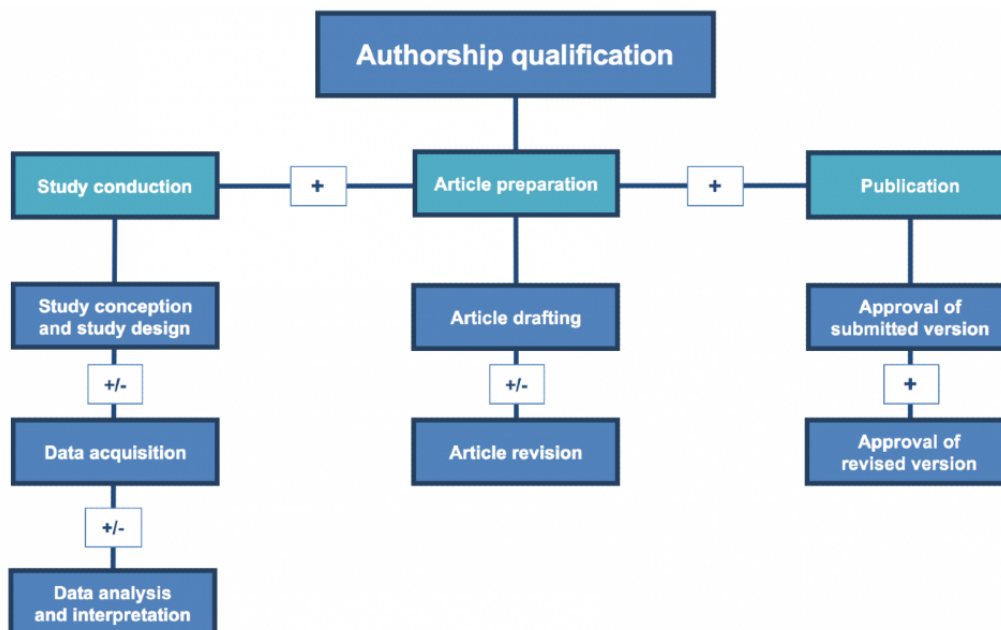 Authorship qualification
Study conduction
+
Article preparation
+
Publication
Study conception
and study design
Article drafting
Approval of
submitted version
+/-
+/-
+
Data acquisition
Article revision
Approval of
revised version
+/-
Data analysis
and interpretation